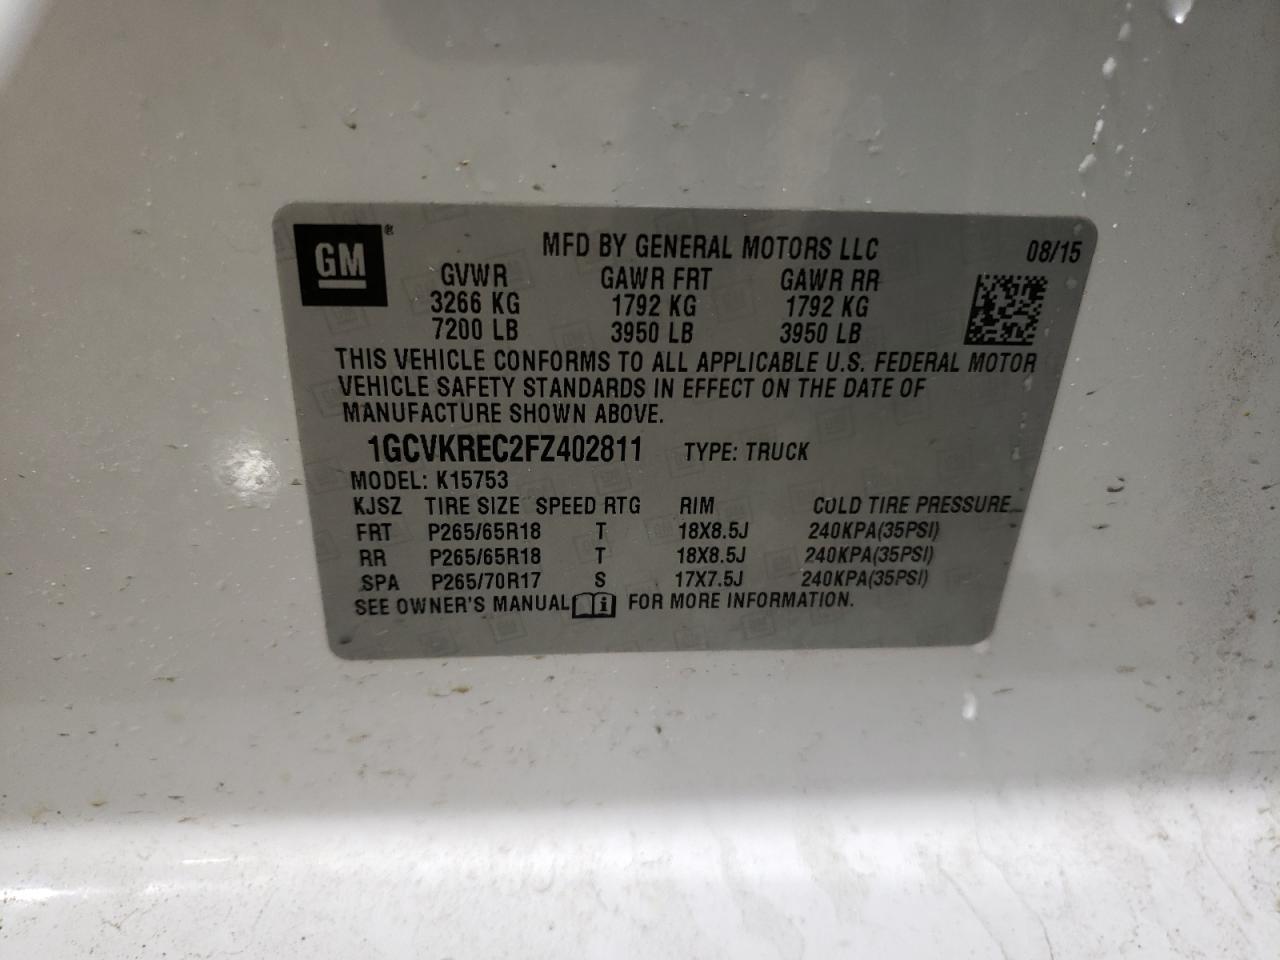 GM® MFD BY GENERAL MOTORS LLC 08/15
GVWR GAWR FRT GAWR RR
3266 KG 1792 KG 1792 KG
7200 LB 3950 LB 3950 LB
THIS VEHICLE CONFORMS TO ALL APPLICABLE U.S. FEDERAL MOTOR
VEHICLE SAFETY STANDARDS IN EFFECT ON THE DATE OF
MANUFACTURE SHOWN ABOVE.
1GCVKREC2FZ402811 TYPE: TRUCK
MODEL: K15753
KJSZ TIRE SIZE SPEED RTG RIM COLD TIRE PRESSURE
FRT P265/65R18 T 18X8.5J 240KPA(35PSI)
RR P265/65R18 T 18X8.5J 240KPA(35PSI)
SPA P265/70R17 S 17X7.5J 240KPA(35PSI)
SEE OWNER'S MANUAL i FOR MORE INFORMATION.